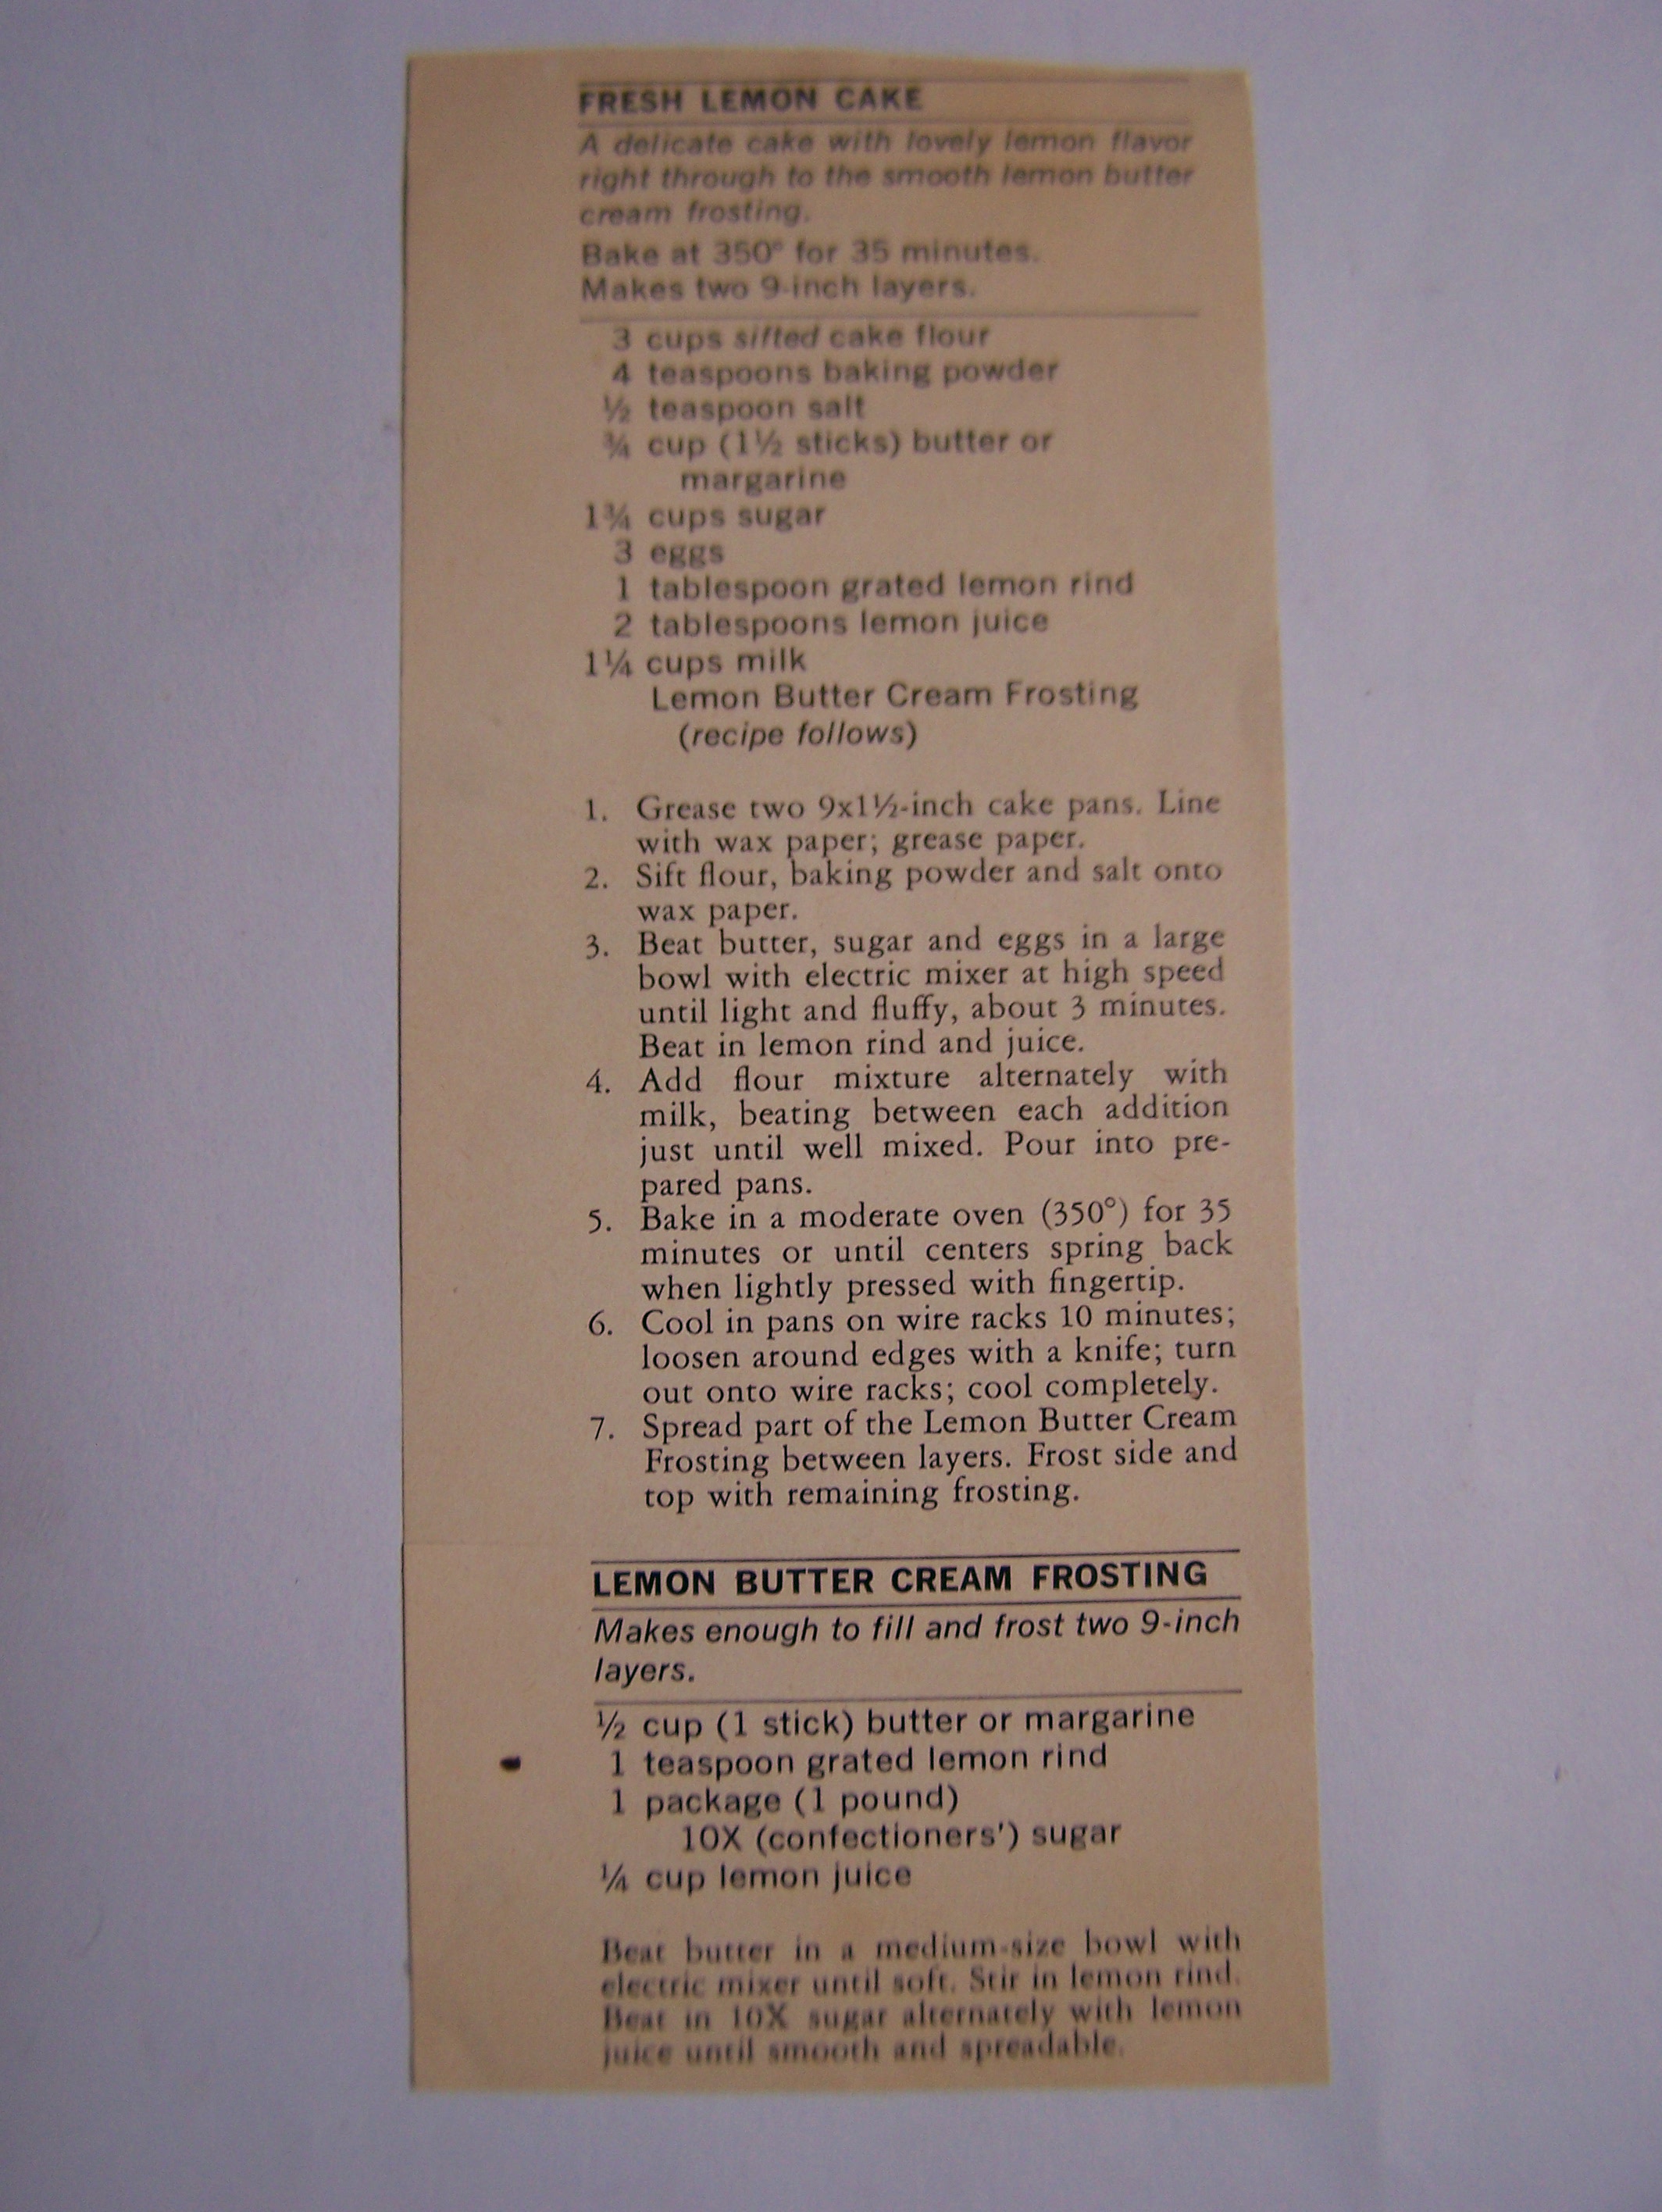 FRESH LEMON CAKE
A delicate cake with lovely lemon flavor
right through to the smooth lemon butter
cream frosting.
Bake at 350° for 35 minutes.
Makes two 9-inch layers.
3 cups sifted cake flour
4 teaspoons baking powder
½ teaspoon salt
¾ cup (1½ sticks) butter or
margarine
1¾ cups sugar
3 eggs
1 tablespoon grated lemon rind
2 tablespoons lemon juice
1¼ cups milk
Lemon Butter Cream Frosting
(recipe follows)
1. Grease two 9x1½-inch cake pans. Line
with wax paper; grease paper.
2. Sift flour, baking powder and salt onto
wax paper.
3. Beat butter, sugar and eggs in a large
bowl with electric mixer at high speed
until light and fluffy, about 3 minutes.
Beat in lemon rind and juice.
4. Add flour mixture alternately with
milk, beating between each addition
just until well mixed. Pour into pre-
pared pans.
5. Bake in a moderate oven (350°) for 35
minutes or until centers spring back
when lightly pressed with fingertip.
6. Cool in pans on wire racks 10 minutes;
loosen around edges with a knife; turn
out onto wire racks; cool completely.
7. Spread part of the Lemon Butter Cream
Frosting between layers. Frost side and
top with remaining frosting.
LEMON BUTTER CREAM FROSTING
Makes enough to fill and frost two 9-inch
layers.
½ cup (1 stick) butter or margarine
1 teaspoon grated lemon rind
1 package (1 pound)
10X (confectioners') sugar
¼ cup lemon juice
Beat butter in a medium-size bowl with
electric mixer until soft. Stir in lemon rind.
Beat in 10X sugar alternately with lemon
juice until smooth and spreadable.